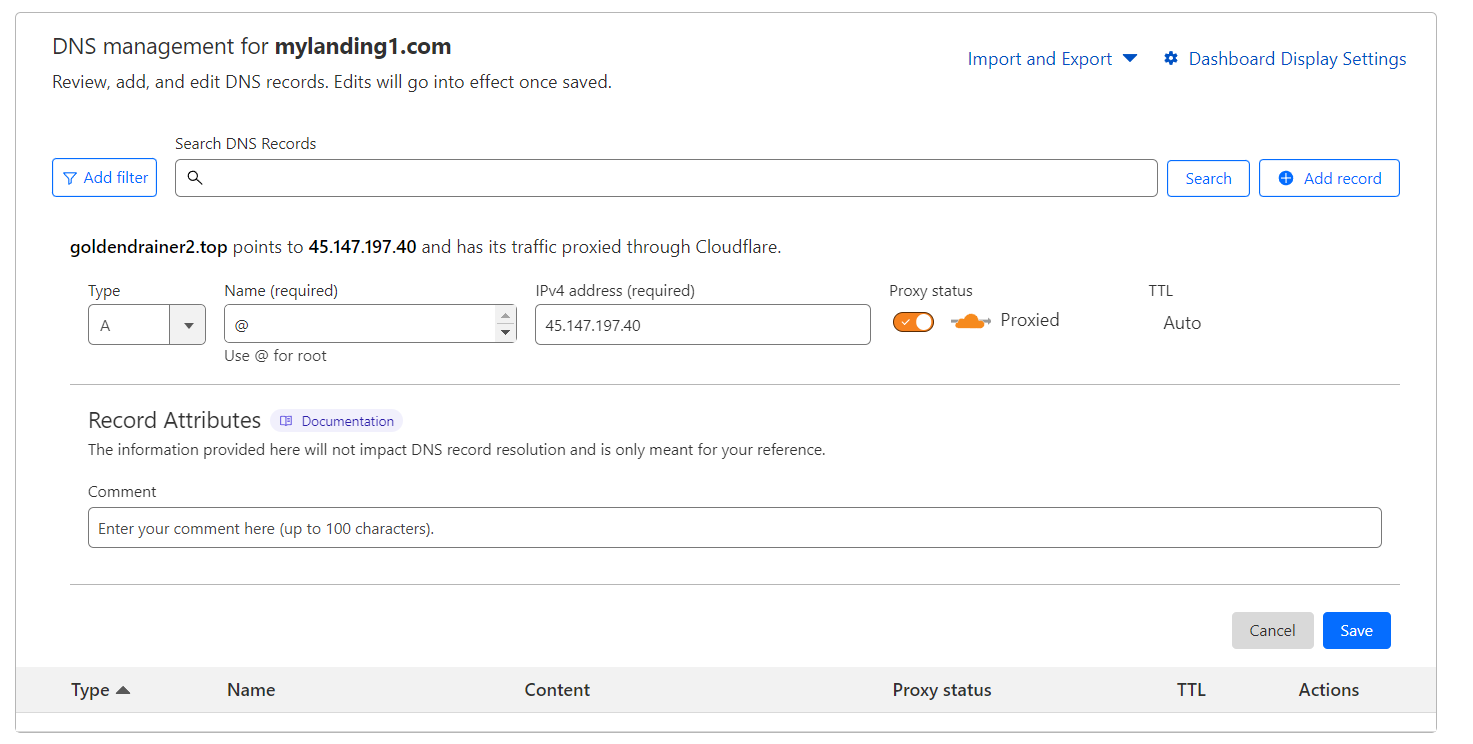 DNS management for mylanding1.com
Import and Export
Dashboard Display Settings
Review, add, and edit DNS records. Edits will go into effect once saved.
Search DNS Records
Add filter
Search
Add record
goldendrainer2.top points to 45.147.197.40 and has its traffic proxied through Cloudflare.
Type
Name (required)
IPv4 address (required)
Proxy status
TTL
A
@
45.147.197.40
Proxied
Auto
Use @ for root
Record Attributes
Documentation
The information provided here will not impact DNS record resolution and is only meant for your reference.
Comment
Enter your comment here (up to 100 characters).
Cancel
Save
Type
Name
Content
Proxy status
TTL
Actions